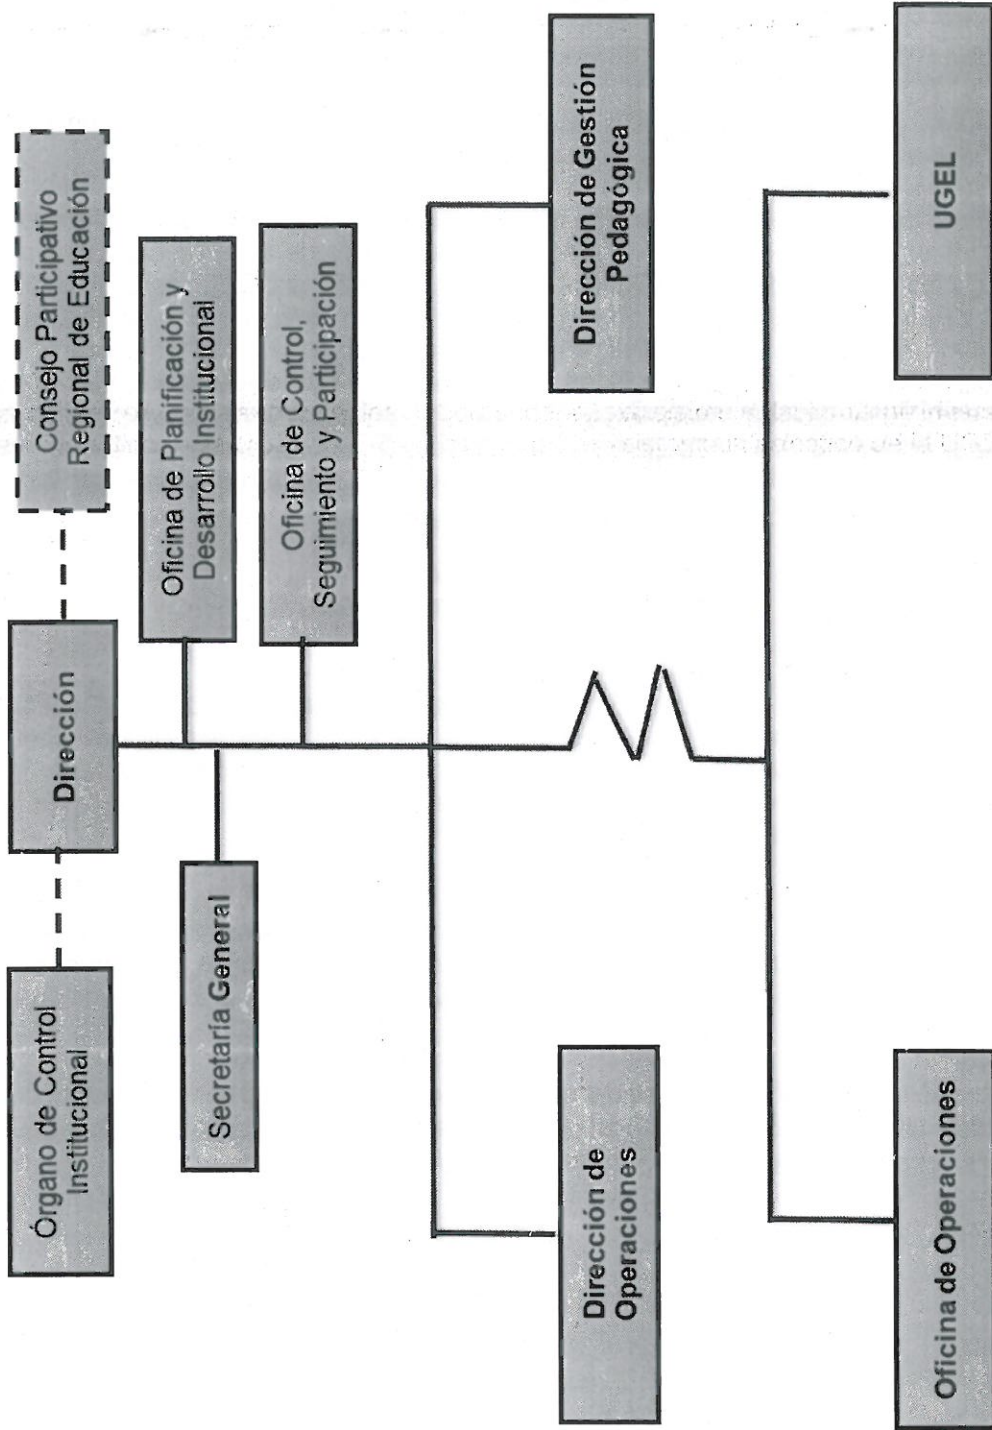 Órgano de Control
Institucional
Dirección
Consejo Participativo
Regional de Educación
Secretaría General
Oficina de Planificación y
Desarrollo Institucional
Oficina de Control,
Seguimiento y Participación
Dirección de
Operaciones
Dirección de Gestión
Pedagógica
Oficina de Operaciones
UGEL